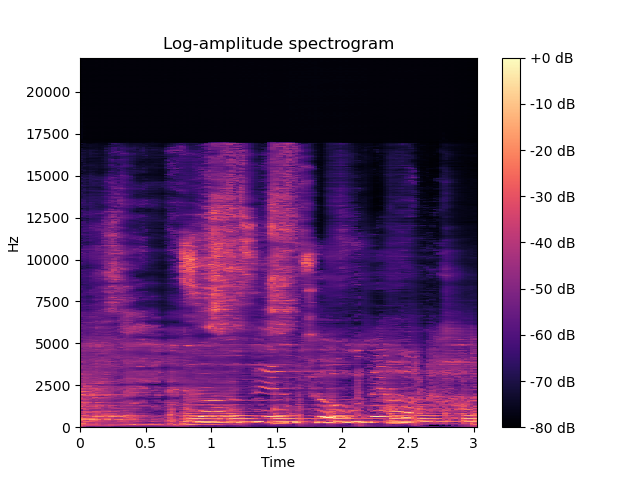 Log-amplitude spectrogram
Hz
20000
17500
15000
12500
10000
7500
5000
2500
0
0
0.5
1
1.5
2
2.5
3
Time
+0 dB
-10 dB
-20 dB
-30 dB
-40 dB
-50 dB
-60 dB
-70 dB
-80 dB